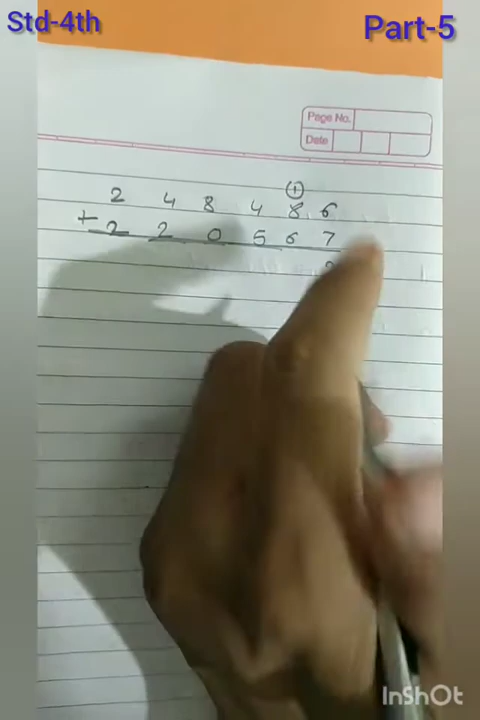 Std-4th
Part-5
Page No.
Date
1
2 4 8 4 8 6
+ 2 2 0 5 6 7
InShOt